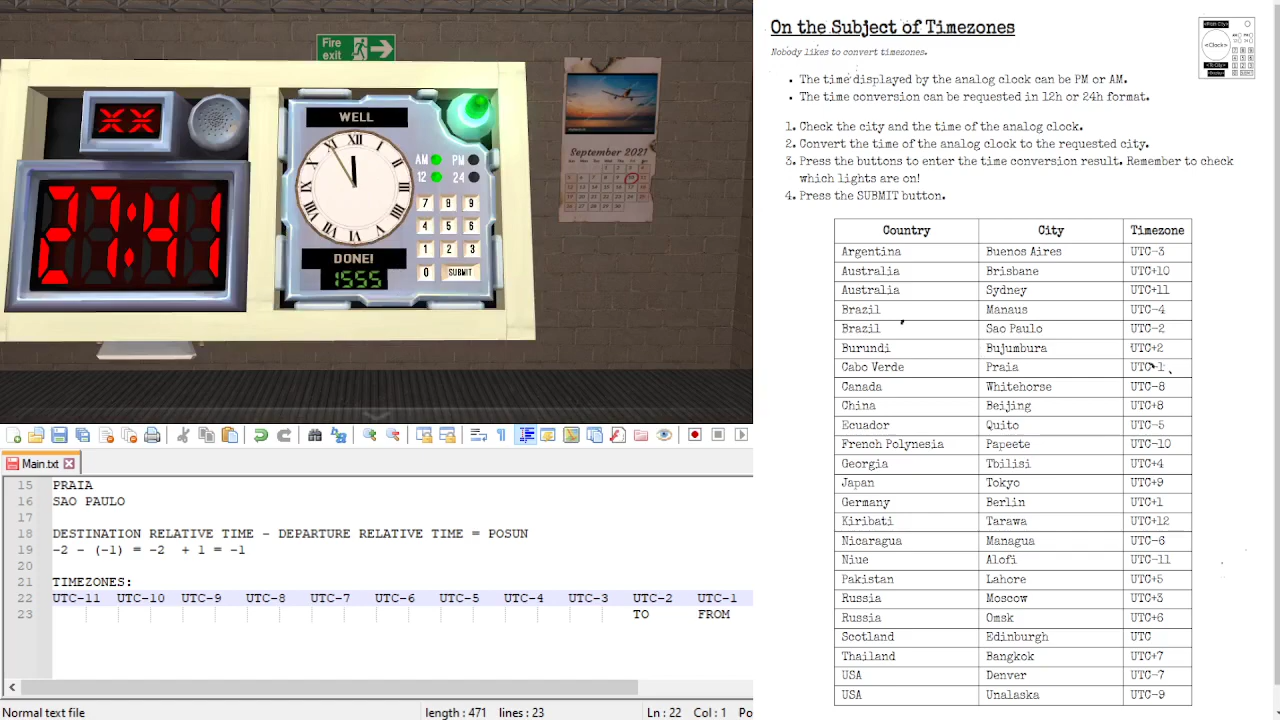 Fire
exit
WELL
AM
PM
12
24
7 8 9
4 5 6
1 2 3
0 SUBMIT
DONE!
1555
XX
September 2021
On the Subject of Timezones
Nobody likes to convert timezones.
• The time displayed by the analog clock can be PM or AM.
• The time conversion can be requested in 12h or 24h format.
1. Check the city and the time of the analog clock.
2. Convert the time of the analog clock to the requested city.
3. Press the buttons to enter the time conversion result. Remember to check
which lights are on!
4. Press the SUBMIT button.
Country City Timezone
Argentina Buenos Aires UTC-3
Australia Brisbane UTC+10
Australia Sydney UTC+11
Brazil Manaus UTC-4
Brazil Sao Paulo UTC-2
Burundi Bujumbura UTC+2
Cabo Verde Praia UTC-1
Canada Whitehorse UTC-8
China Beijing UTC+8
Ecuador Quito UTC-5
French Polynesia Papeete UTC-10
Georgia Tbilisi UTC+4
Japan Tokyo UTC+9
Germany Berlin UTC+1
Kiribati Tarawa UTC+12
Nicaragua Managua UTC-6
Niue Alofi UTC-11
Pakistan Lahore UTC+5
Russia Moscow UTC+3
Russia Omsk UTC+6
Scotland Edinburgh UTC
Thailand Bangkok UTC+7
USA Denver UTC-7
USA Unalaska UTC-9
Main.txt
15 PRAIA
16 SAO PAULO
17
18 DESTINATION RELATIVE TIME - DEPARTURE RELATIVE TIME = POSUN
19 -2 - (-1) = -2 + 1 = -1
20
21 TIMEZONES:
22 UTC-11 UTC-10 UTC-9 UTC-8 UTC-7 UTC-6 UTC-5 UTC-4 UTC-3 UTC-2 UTC-1
23 TO FROM
Normal text file length : 471 lines : 23 Ln : 22 Col : 1 Po